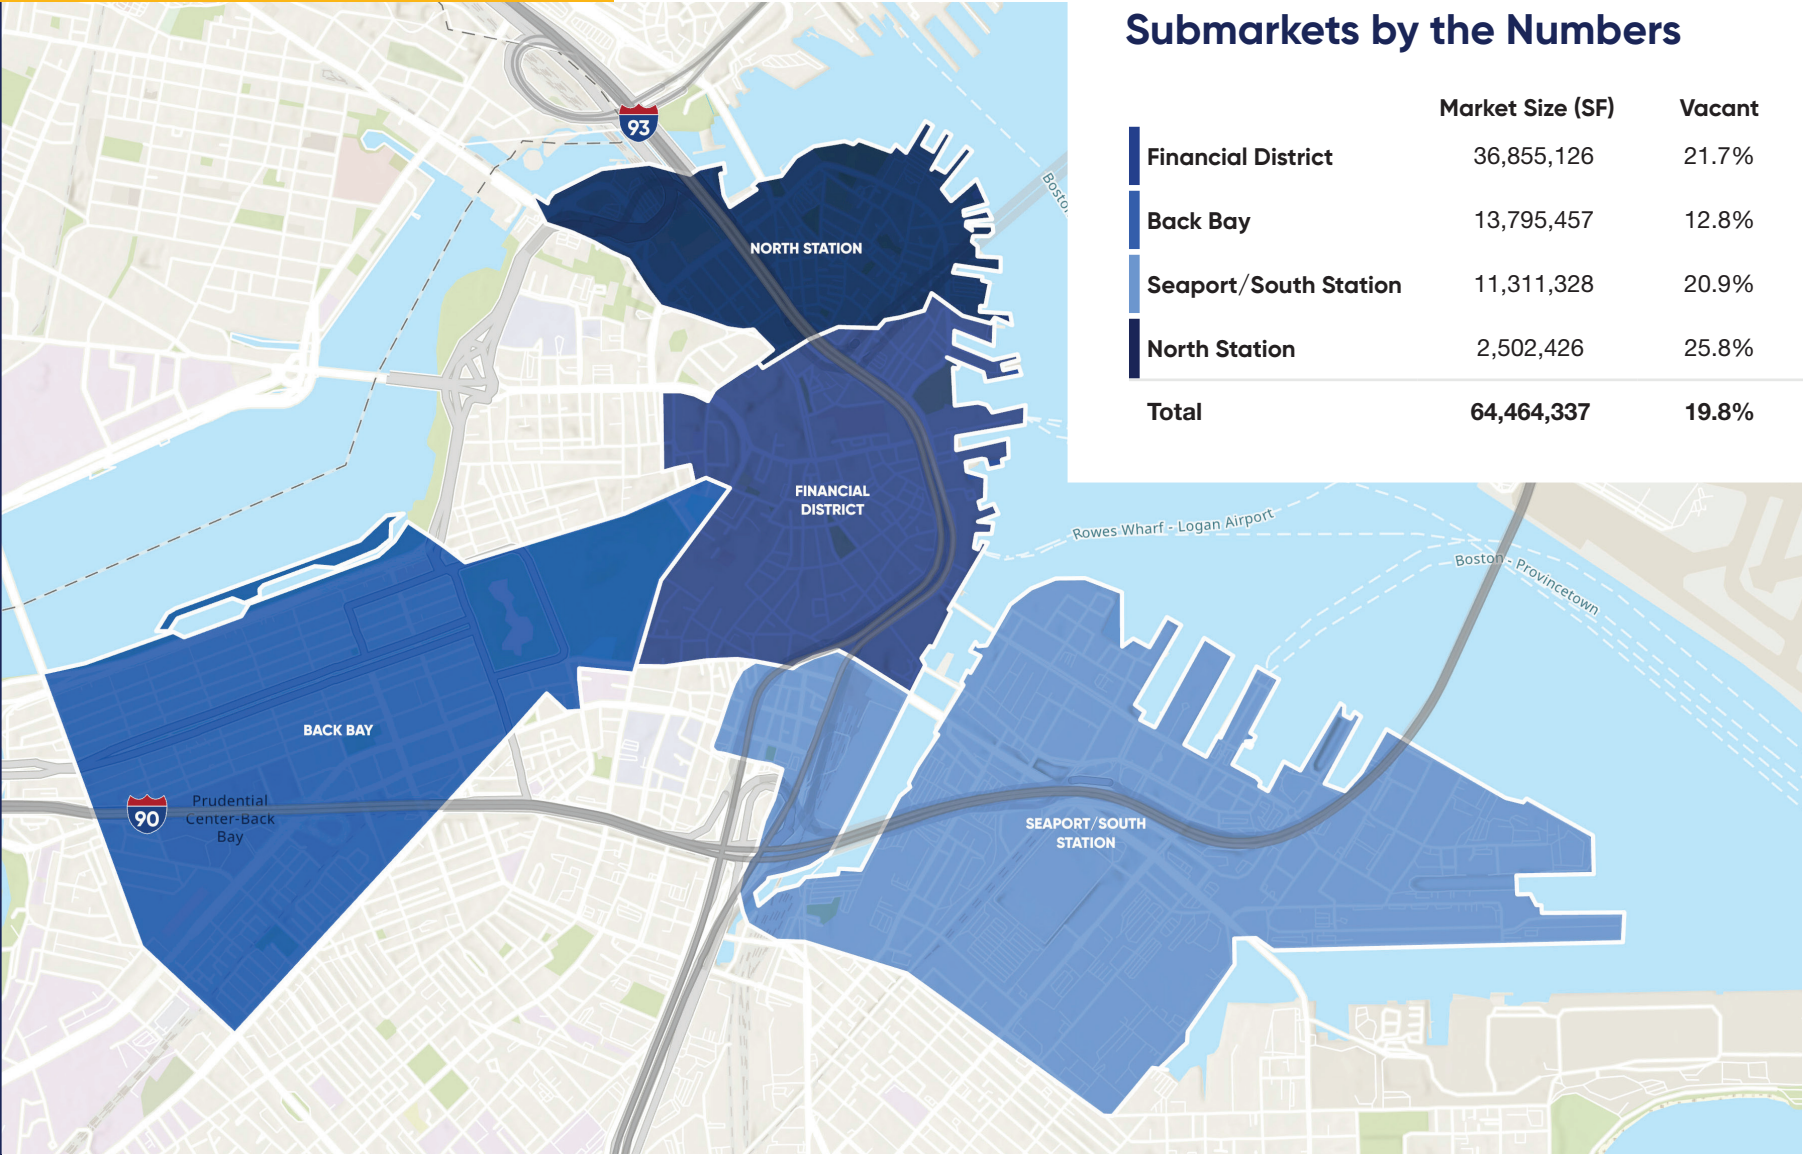 Submarkets by the Numbers
Market Size (SF) Vacant
Financial District 36,855,126 21.7%
Back Bay 13,795,457 12.8%
Seaport/South Station 11,311,328 20.9%
North Station 2,502,426 25.8%
Total 64,464,337 19.8%
93
Bosto
NORTH STATION
FINANCIAL
DISTRICT
Rowes Wharf - Logan Airport
Boston - Provincetown
BACK BAY
90
Prudential
Center-Back
Bay
SEAPORT/SOUTH
STATION